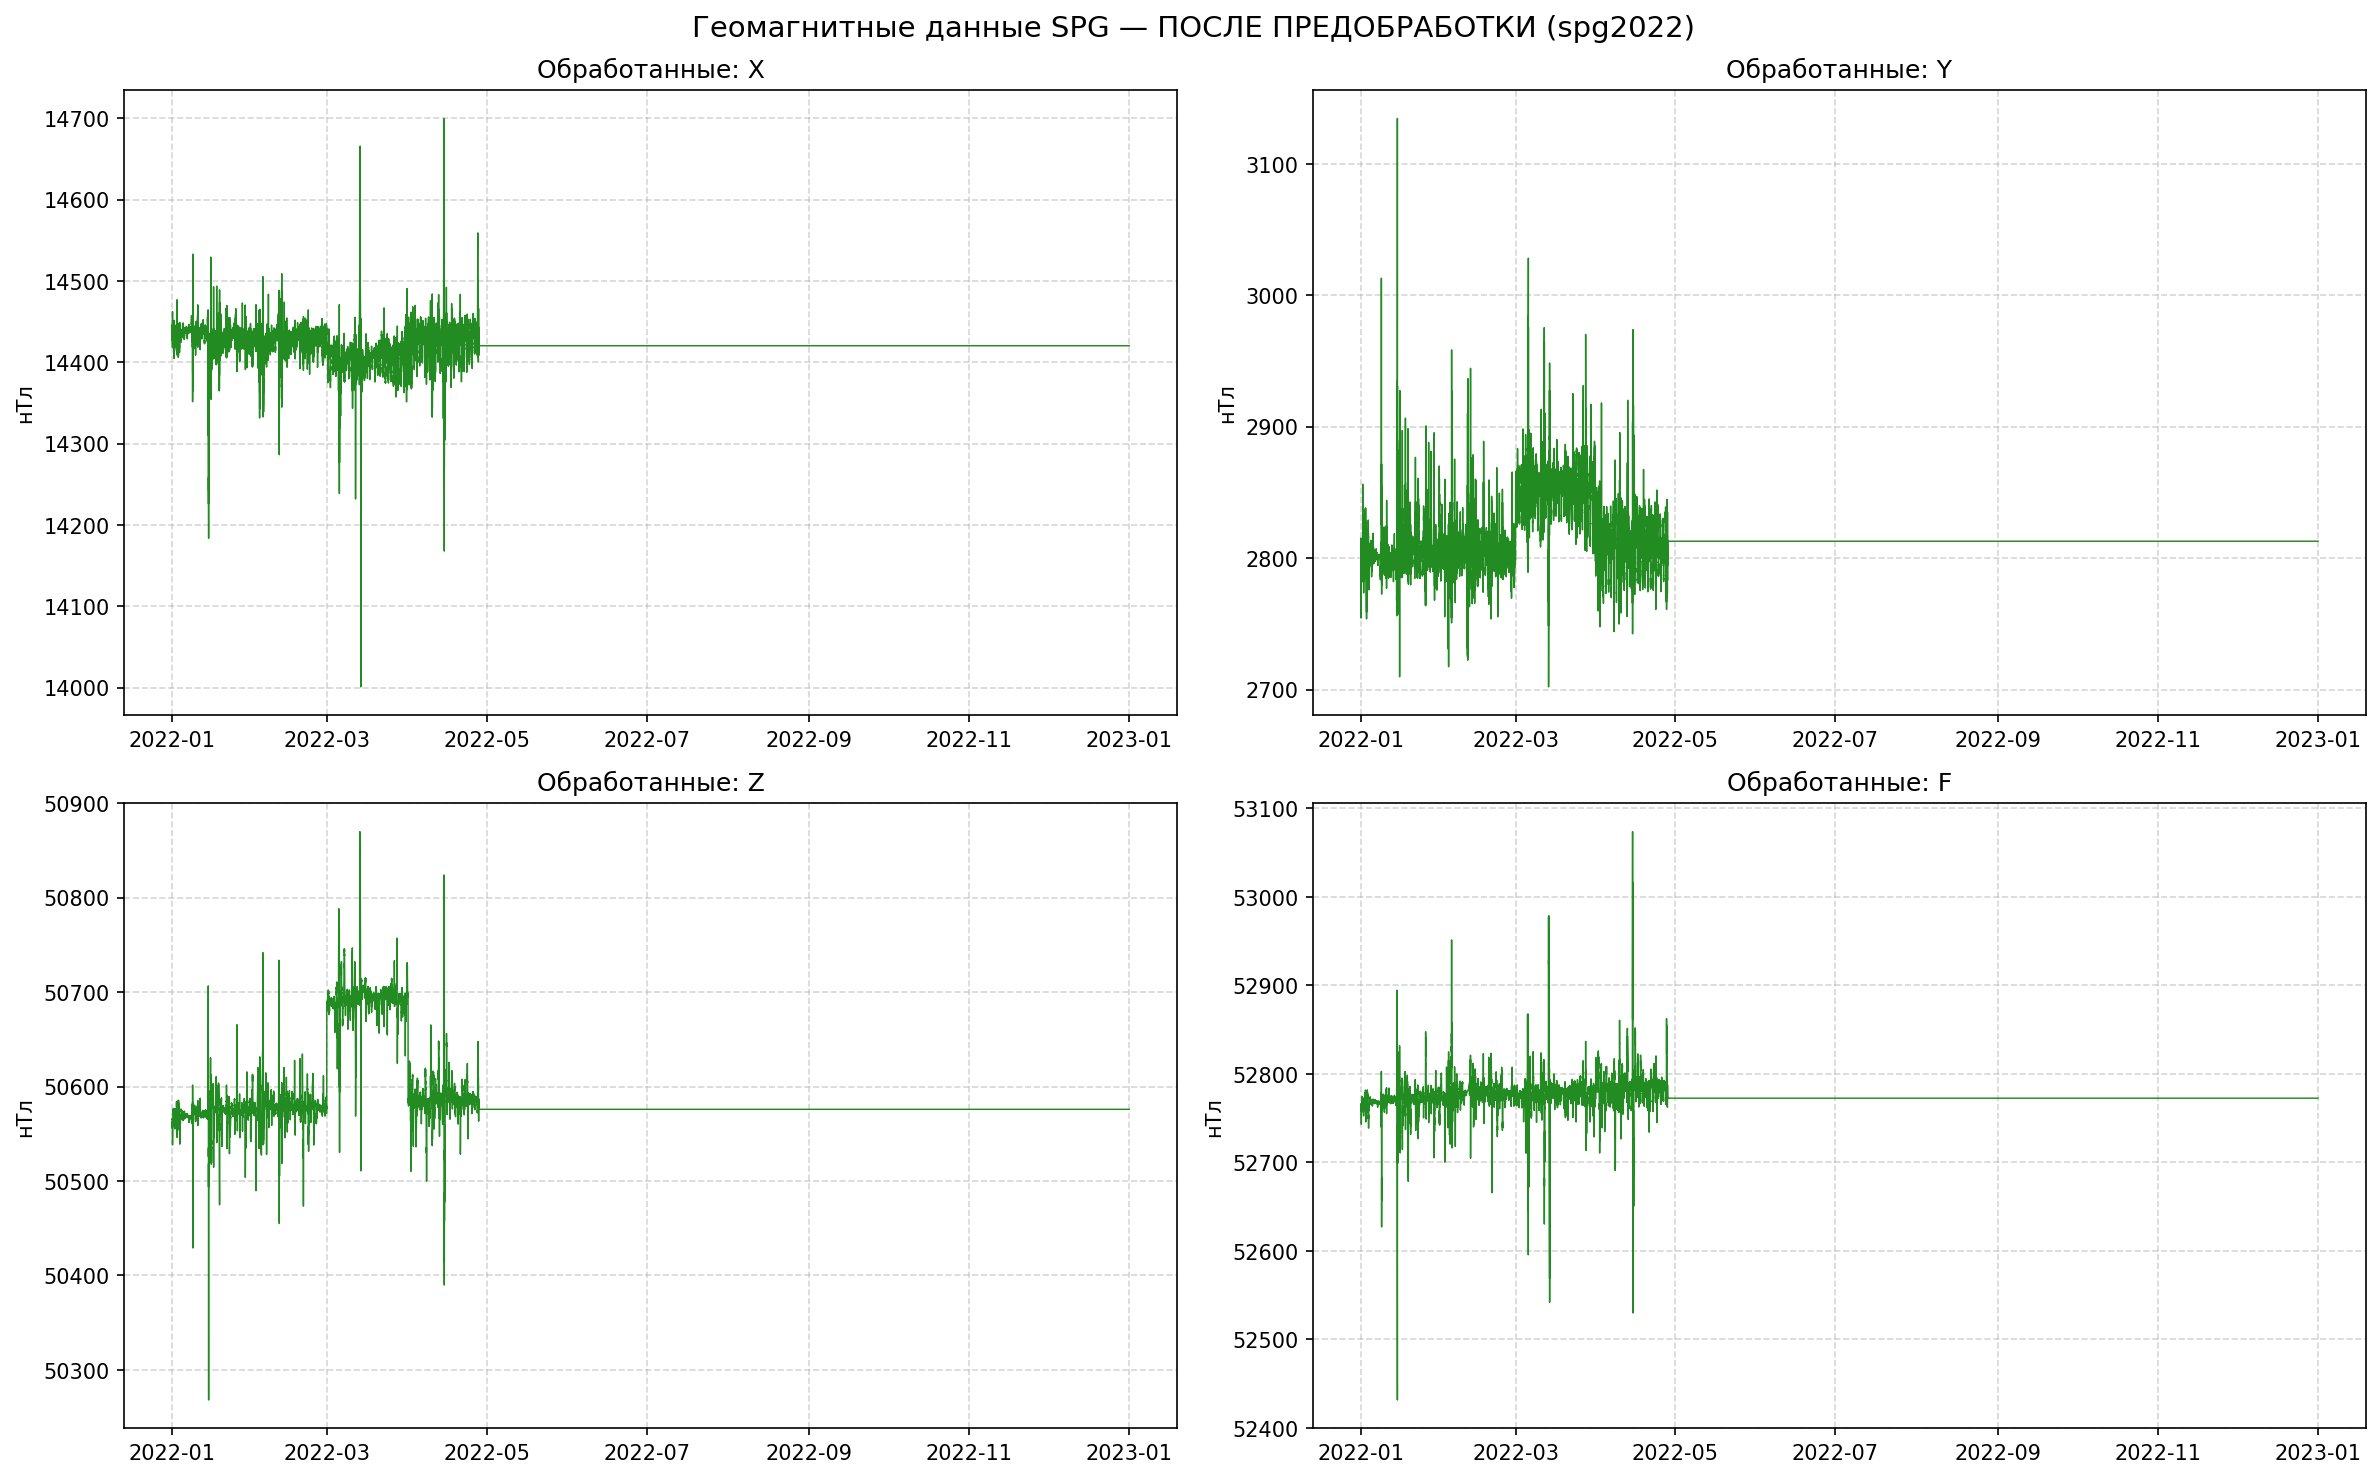 Геомагнитные данные SPG — ПОСЛЕ ПРЕДОБРАБОТКИ (spg2022)
Обработанные: X
нТл
14700
14600
14500
14400
14300
14200
14100
14000
2022-01 2022-03 2022-05 2022-07 2022-09 2022-11 2023-01
Обработанные: Y
нТл
3100
3000
2900
2800
2700
2022-01 2022-03 2022-05 2022-07 2022-09 2022-11 2023-01
Обработанные: Z
нТл
50900
50800
50700
50600
50500
50400
50300
2022-01 2022-03 2022-05 2022-07 2022-09 2022-11 2023-01
Обработанные: F
нТл
53100
53000
52900
52800
52700
52600
52500
52400
2022-01 2022-03 2022-05 2022-07 2022-09 2022-11 2023-01